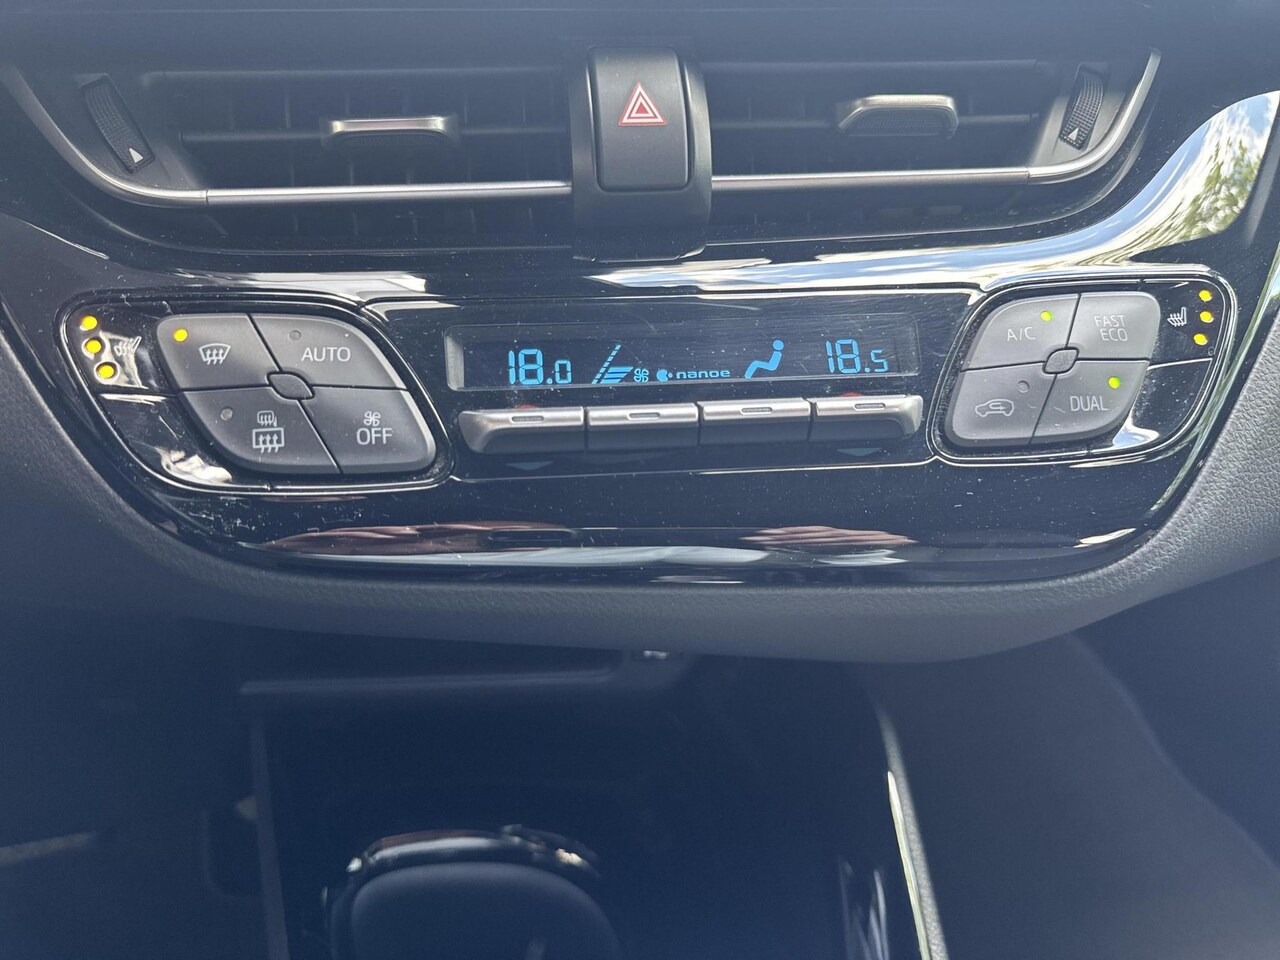 AUTO
OFF
18.0
nanoe
18.5
A/C
FAST
ECO
DUAL